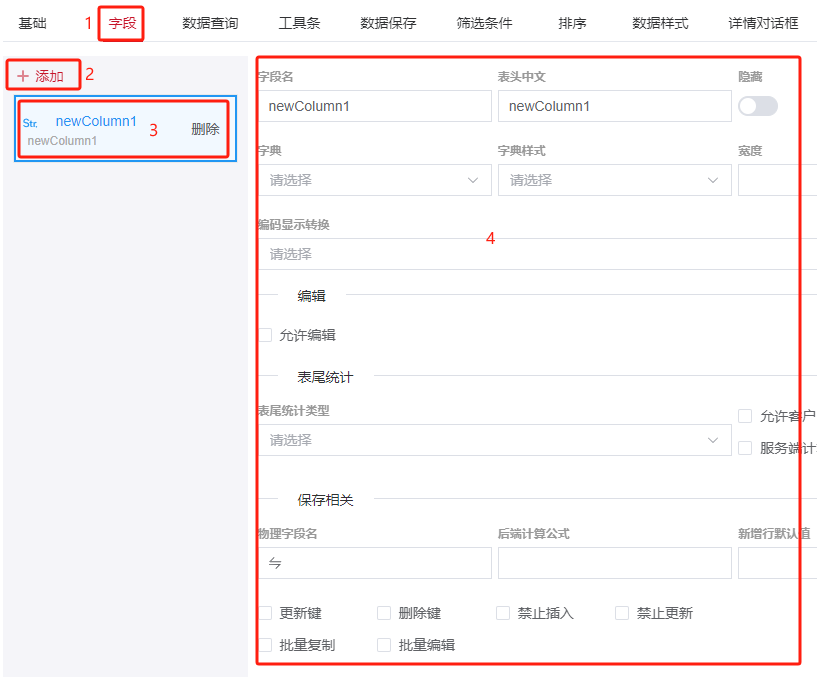 基础 1 字段 数据查询 工具条 数据保存 筛选条件 排序 数据样式 详情对话框
+ 添加 2
Str. newColumn1
newColumn1
3
删除
字段名 表头中文 隐藏
newColumn1 newColumn1
字典 字典样式 宽度
请选择 请选择
编码显示转换
4
请选择
编辑
允许编辑
表尾统计
表尾统计类型
请选择
允许客户
服务端计
保存相关
物理字段名 后端计算公式 新增行默认值
更新键 删除键 禁止插入 禁止更新
批量复制 批量编辑